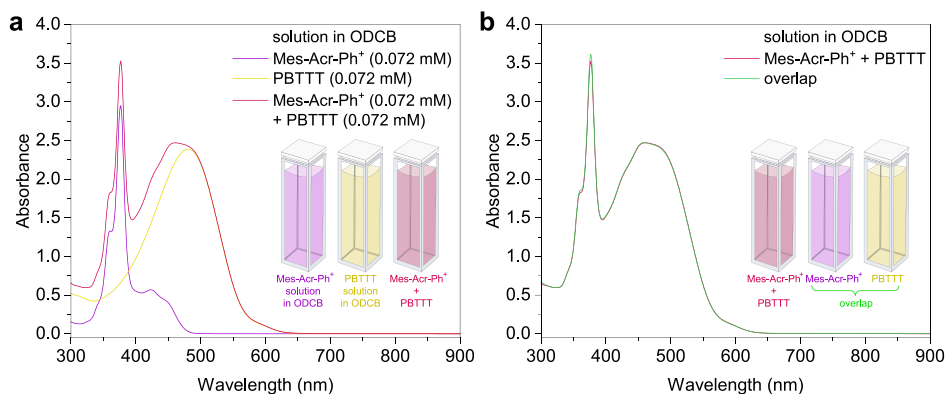 a
solution in ODCB
Mes-Acr-Ph⁺ (0.072 mM)
PBTTT (0.072 mM)
Mes-Acr-Ph⁺ (0.072 mM)
+ PBTTT (0.072 mM)
Absorbance
4.0
3.5
3.0
2.5
2.0
1.5
1.0
0.5
0.0
Mes-Acr-Ph⁺
solution
in ODCB
PBTTT
solution
in ODCB
Mes-Acr-Ph⁺
+
PBTTT
300 400 500 600 700 800 900
Wavelength (nm)
b
solution in ODCB
Mes-Acr-Ph⁺ + PBTTT
overlap
Absorbance
4.0
3.5
3.0
2.5
2.0
1.5
1.0
0.5
0.0
Mes-Acr-Ph⁺
+
PBTTT
Mes-Acr-Ph⁺ PBTTT
overlap
300 400 500 600 700 800 900
Wavelength (nm)